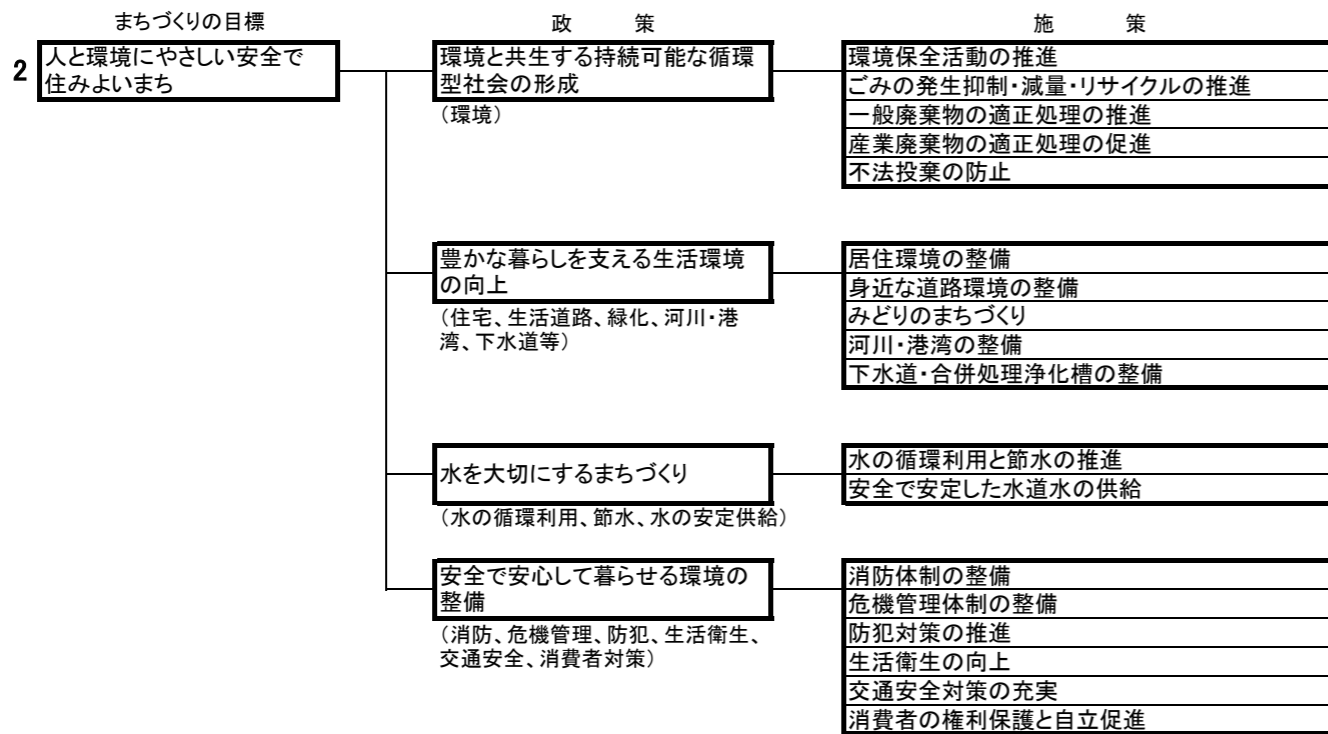 まちづくりの目標
政 策
施 策
2
人と環境にやさしい安全で
住みよいまち
環境と共生する持続可能な循環
型社会の形成
(環境)
環境保全活動の推進
ごみの発生抑制・減量・リサイクルの推進
一般廃棄物の適正処理の推進
産業廃棄物の適正処理の促進
不法投棄の防止
豊かな暮らしを支える生活環境
の向上
(住宅、生活道路、緑化、河川・港
湾、下水道等)
居住環境の整備
身近な道路環境の整備
みどりのまちづくり
河川・港湾の整備
下水道・合併処理浄化槽の整備
水を大切にするまちづくり
(水の循環利用、節水、水の安定供給)
水の循環利用と節水の推進
安全で安定した水道水の供給
安全で安心して暮らせる環境の
整備
(消防、危機管理、防犯、生活衛生、
交通安全、消費者対策)
消防体制の整備
危機管理体制の整備
防犯対策の推進
生活衛生の向上
交通安全対策の充実
消費者の権利保護と自立促進